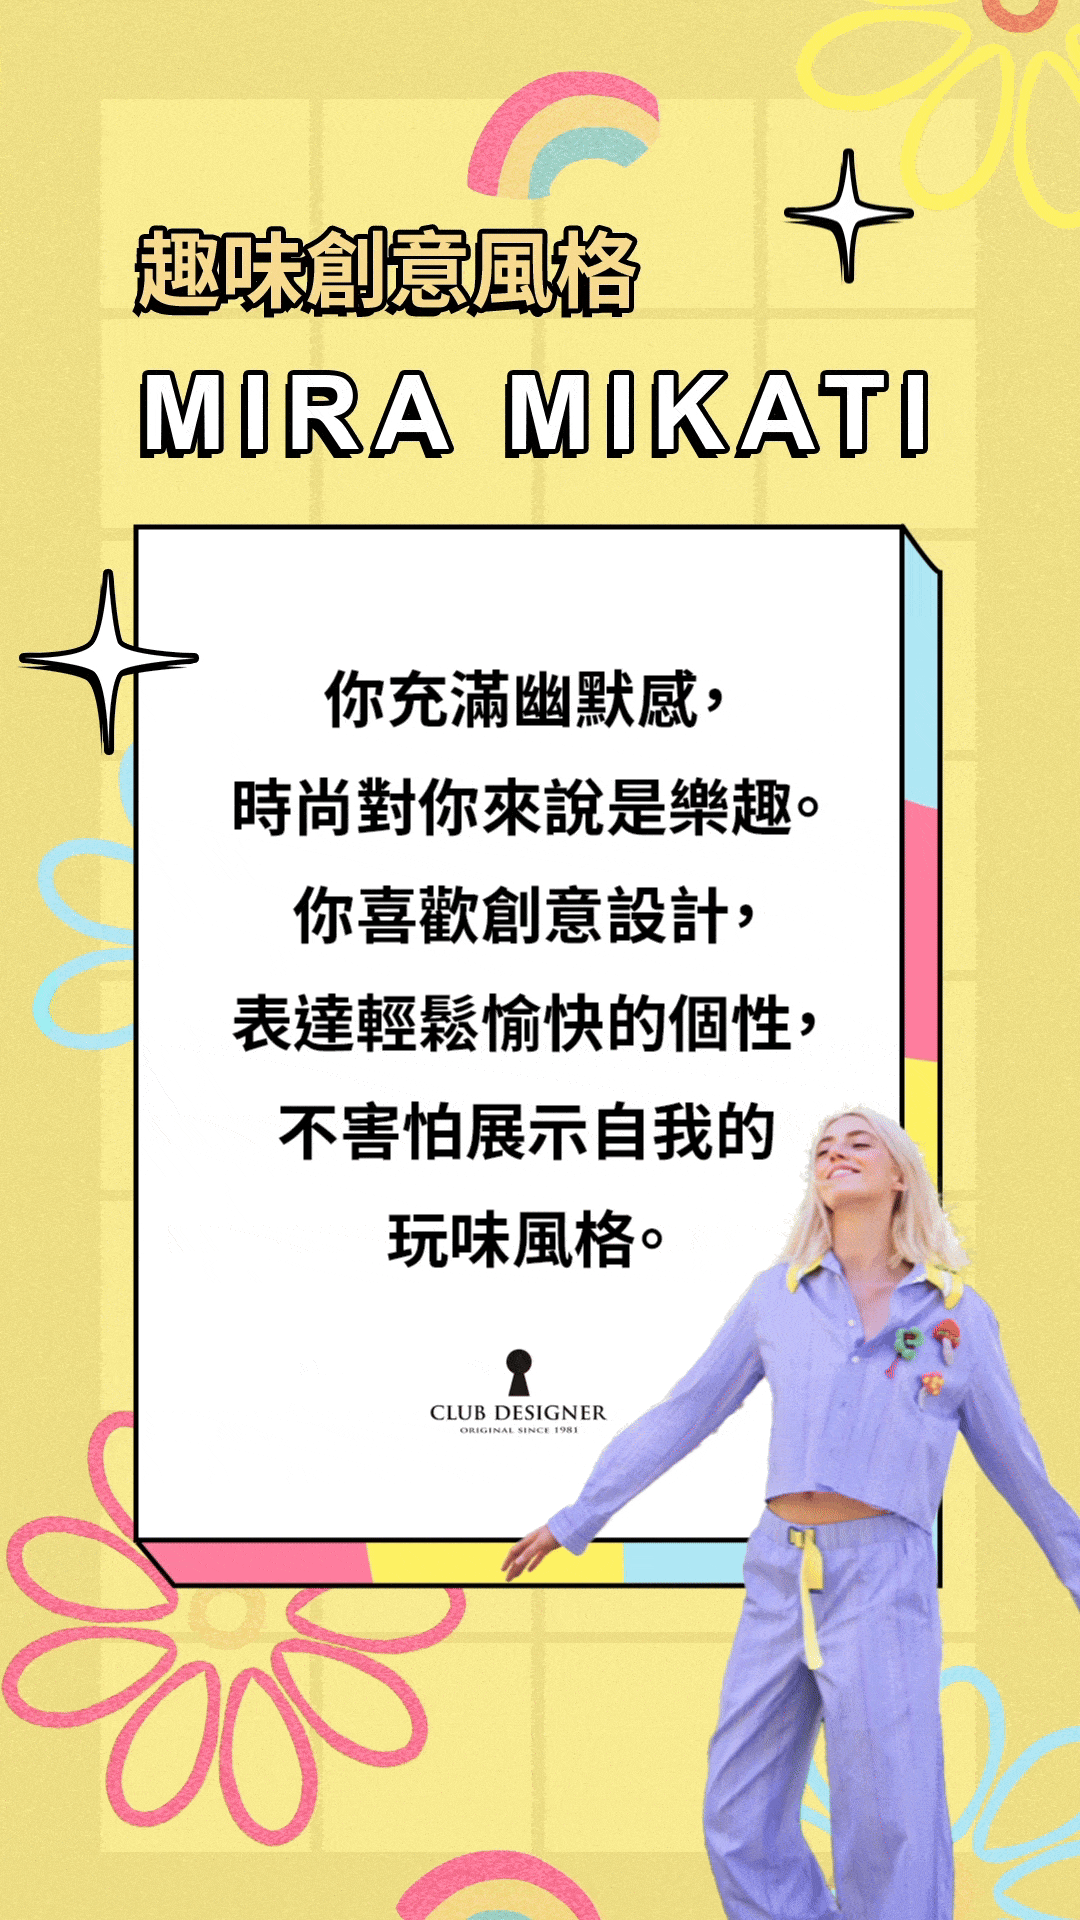 趣味創意風格
MIRA MIKATI
你充滿幽默感，
時尚對你來說是樂趣。
你喜歡創意設計，
表達輕鬆愉快的個性，
不害怕展示自我的
玩味風格。
CLUB DESIGNER
ORIGINAL SINCE 1981